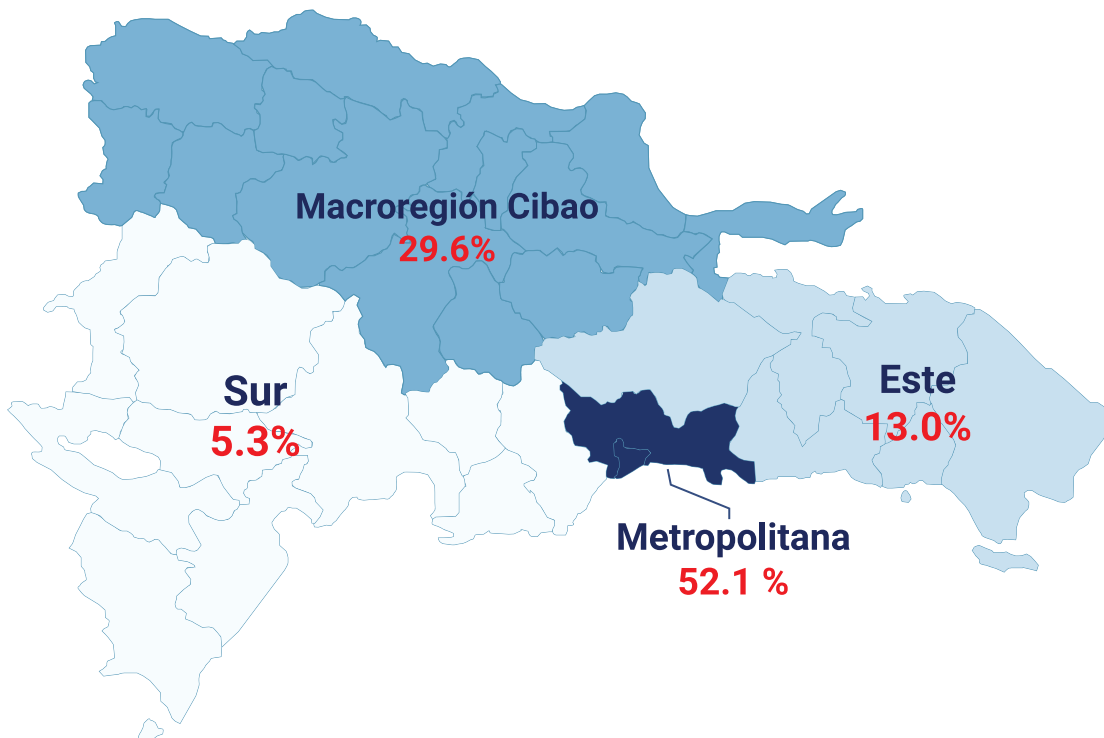 Macroregión Cibao
29.6%
Sur
5.3%
Este
13.0%
Metropolitana
52.1 %